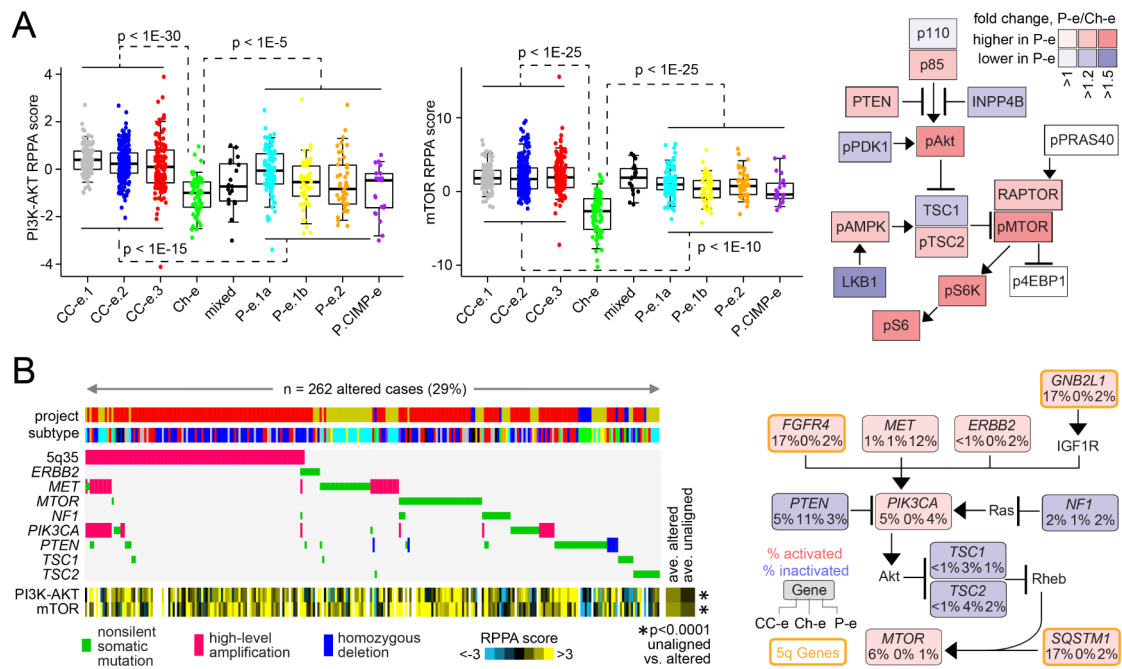 A
p < 1E-30
p < 1E-5
p < 1E-15
PI3K-AKT RPPA score
4
2
0
-2
-4
CC-e.1
CC-e.2
CC-e.3
Ch-e
mixed
P-e.1a
P-e.1b
P-e.2
P.CIMP-e
p < 1E-25
p < 1E-25
p < 1E-10
mTOR RPPA score
10
0
-10
CC-e.1
CC-e.2
CC-e.3
Ch-e
mixed
P-e.1a
P-e.1b
P-e.2
P.CIMP-e
fold change, P-e/Ch-e
higher in P-e
lower in P-e
>1
>1.2
>1.5
p110
p85
PTEN
INPP4B
pPDK1
pAkt
pPRAS40
RAPTOR
TSC1
pAMPK
pTSC2
pMTOR
LKB1
pS6K
p4EBP1
pS6
B
n = 262 altered cases (29%)
project
subtype
5q35
ERBB2
MET
MTOR
NF1
PIK3CA
PTEN
TSC1
TSC2
PI3K-AKT
mTOR
ave. altered
ave. unaligned
*
*
nonsilent
somatic
mutation
high-level
amplification
homozygous
deletion
RPPA score
<-3
>3
*p<0.0001
unaligned
vs. altered
GNB2L1
17%0%2%
FGFR4
17%0%2%
MET
1%1%12%
ERBB2
<1%0%2%
IGF1R
PTEN
5%11%3%
PIK3CA
5% 0%4%
Ras
NF1
2% 1% 2%
% activated
% inactivated
Gene
CC-e Ch-e P-e
5q Genes
Akt
TSC1
<1%3%1%
TSC2
<1%4%2%
Rheb
MTOR
6% 0% 1%
SQSTM1
17%0%2%